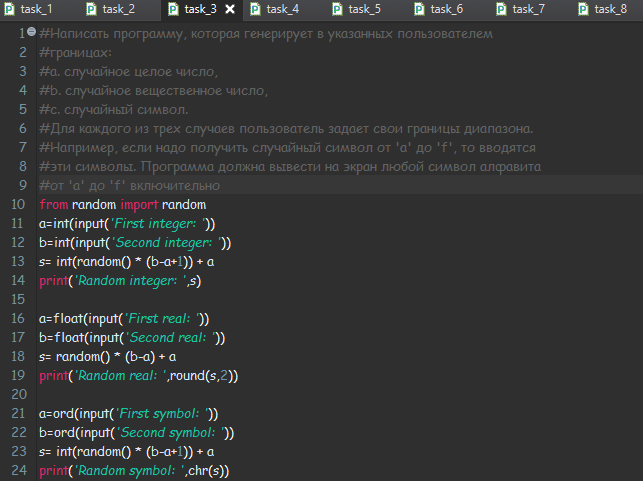 task_1 task_2 task_3 task_4 task_5 task_6 task_7 task_8
1 #Написать программу, которая генерирует в указанных пользователем
2 #границах:
3 #a. случайное целое число,
4 #b. случайное вещественное число,
5 #c. случайный символ.
6 #Для каждого из трех случаев пользователь задает свои границы диапазона.
7 #Например, если надо получить случайный символ от 'a' до 'f', то вводятся
8 #эти символы. Программа должна вывести на экран любой символ алфавита
9 #от 'a' до 'f' включительно
10 from random import random
11 a=int(input('First integer: '))
12 b=int(input('Second integer: '))
13 s= int(random() * (b-a+1)) + a
14 print('Random integer: ',s)
15
16 a=float(input('First real: '))
17 b=float(input('Second real: '))
18 s= random() * (b-a) + a
19 print('Random real: ',round(s,2))
20
21 a=ord(input('First symbol: '))
22 b=ord(input('Second symbol: '))
23 s= int(random() * (b-a+1)) + a
24 print('Random symbol: ',chr(s))